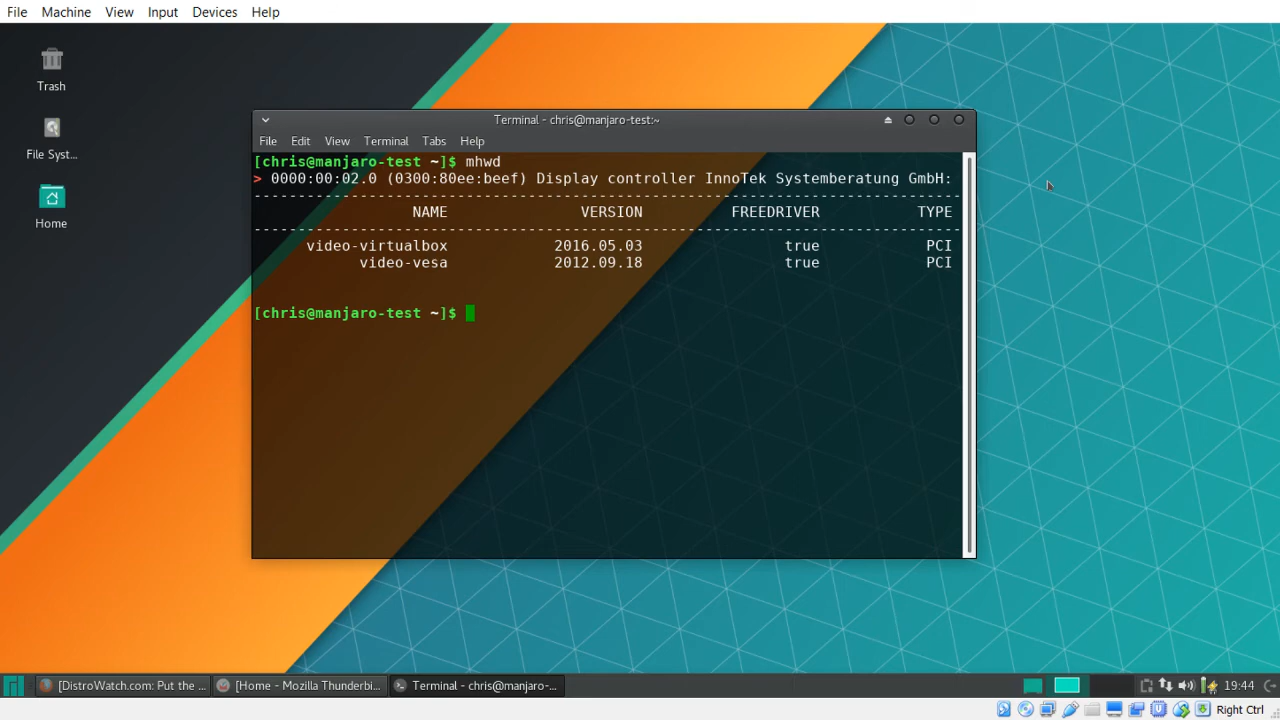 File Machine View Input Devices Help
Trash
File Syst...
Home
Terminal - chris@manjaro-test:~
File Edit View Terminal Tabs Help
[chris@manjaro-test ~]$ mhwd
> 0000:00:02.0 (0300:80ee:beef) Display controller InnoTek Systemberatung GmbH:
--------------------------------------------------------------------------------
NAME VERSION FREEDRIVER TYPE
--------------------------------------------------------------------------------
video-virtualbox 2016.05.03 true PCI
video-vesa 2012.09.18 true PCI
[chris@manjaro-test ~]$
[DistroWatch.com: Put the ... [Home - Mozilla Thunderbi... Terminal - chris@manjaro-... 19:44
Right Ctrl